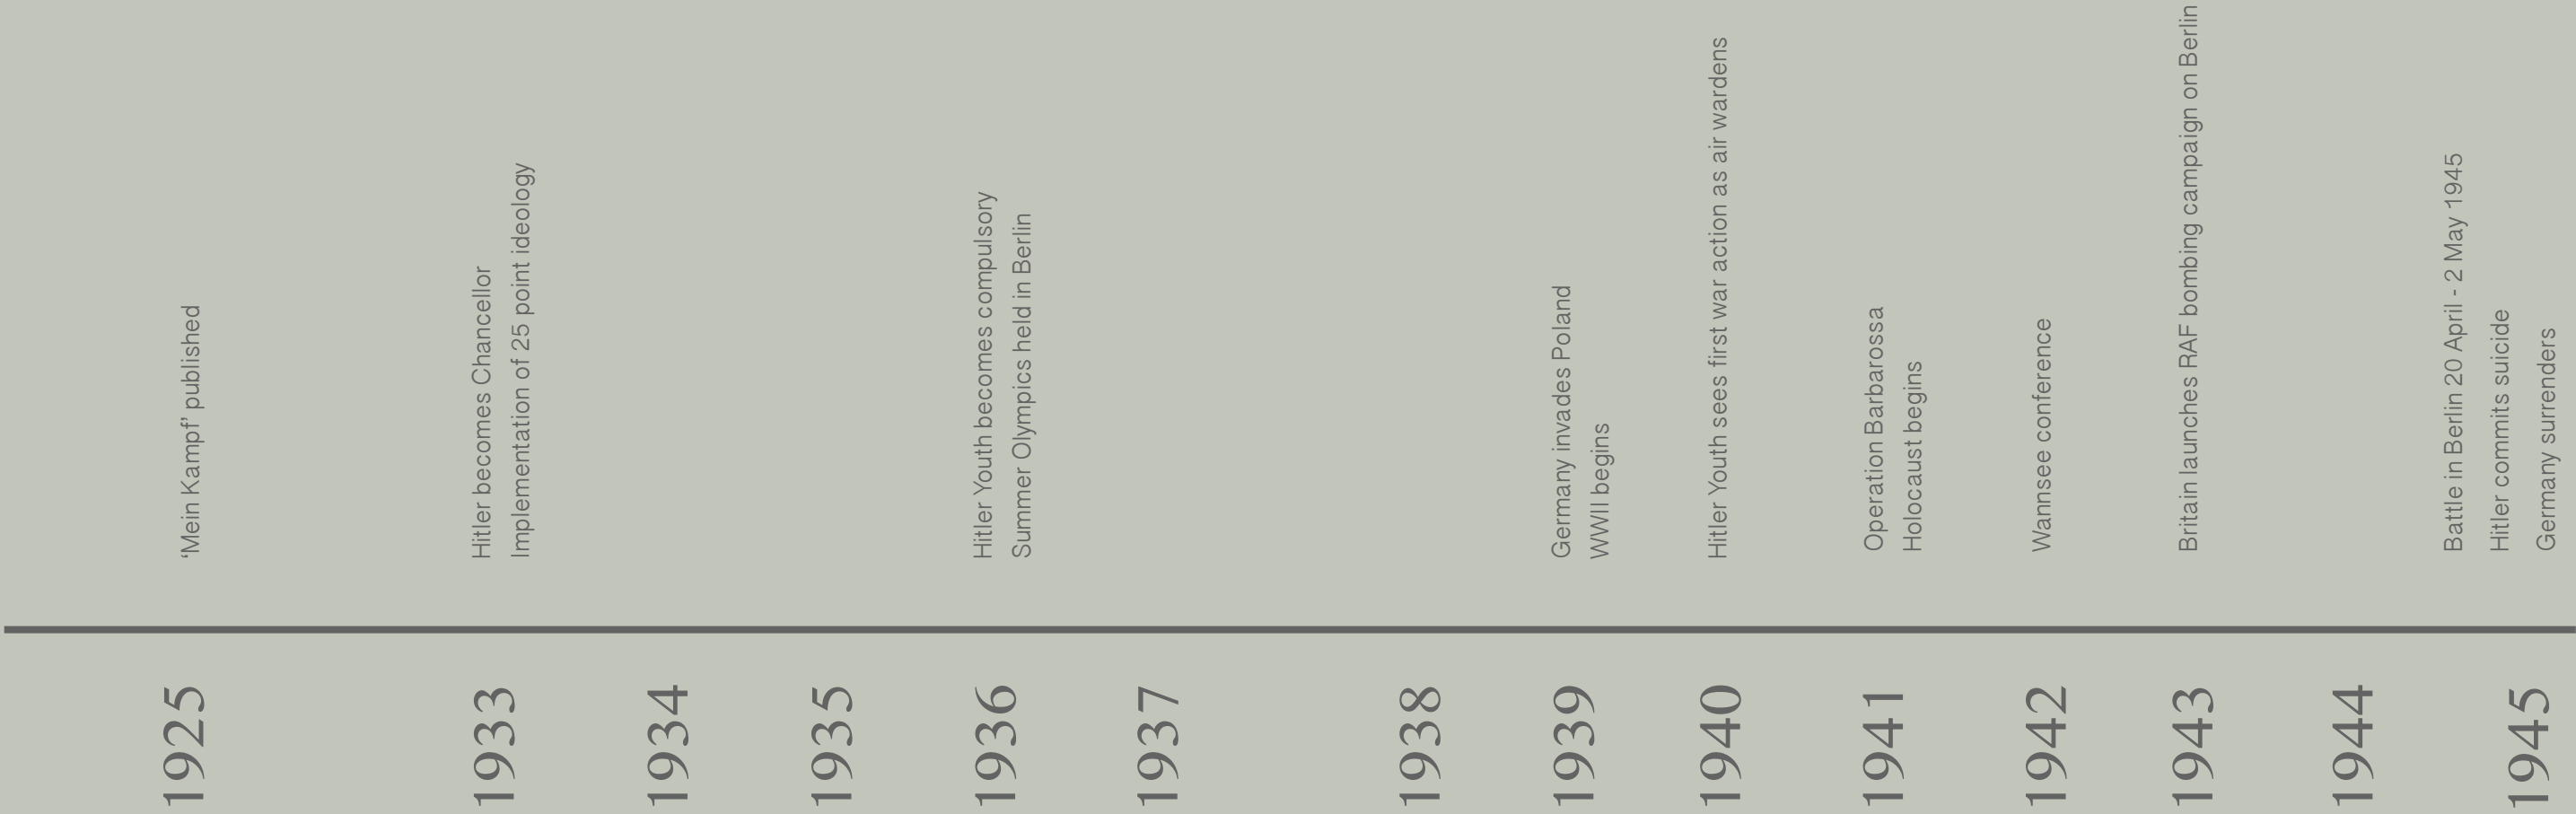 ‘Mein Kampf’ published
Hitler becomes Chancellor
Implementation of 25 point ideology
Hitler Youth becomes compulsory
Summer Olympics held in Berlin
Germany invades Poland
WWII begins
Hitler Youth sees first war action as air wardens
Operation Barbarossa
Holocaust begins
Wannsee conference
Britain launches RAF bombing campaign on Berlin
Battle in Berlin 20 April - 2 May 1945
Hitler commits suicide
Germany surrenders
1925
1933
1934
1935
1936
1937
1938
1939
1940
1941
1942
1943
1944
1945